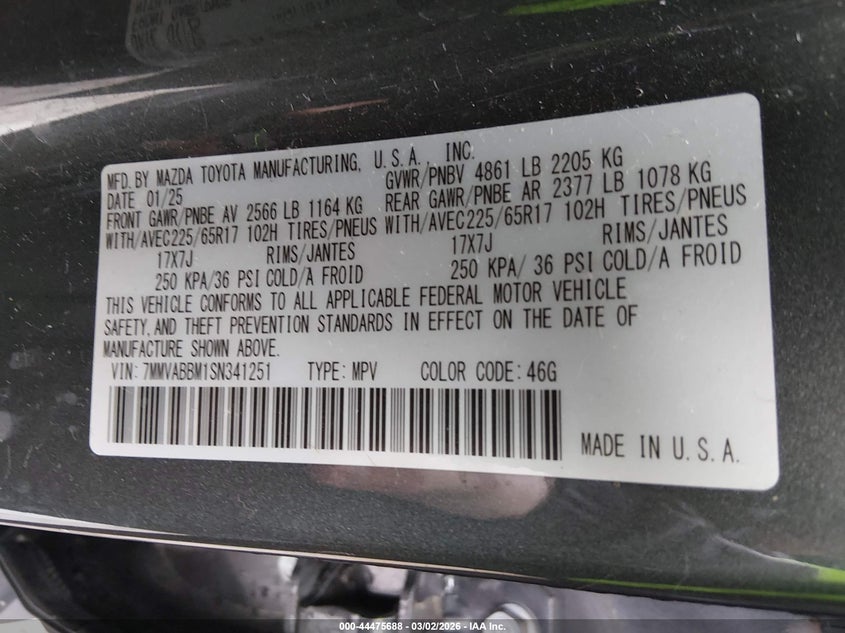 MFD. BY MAZDA TOYOTA MANUFACTURING, U.S.A., INC.
DATE 01/25 GVWR/PNBV 4861 LB 2205 KG
FRONT GAWR/PNBE AV 2566 LB 1164 KG REAR GAWR/PNBE AR 2377 LB 1078 KG
WITH/AVEC225/65R17 102H TIRES/PNEUS WITH/AVEC225/65R17 102H TIRES/PNEUS
17X7J RIMS/JANTES 17X7J RIMS/JANTES
250 KPA/36 PSI COLD/A FROID 250 KPA/ 36 PSI COLD/A FROID
THIS VEHICLE CONFORMS TO ALL APPLICABLE FEDERAL MOTOR VEHICLE
SAFETY, AND THEFT PREVENTION STANDARDS IN EFFECT ON THE DATE OF
MANUFACTURE SHOWN ABOVE.
VIN: 7MMVABBM1SN341251 TYPE: MPV COLOR CODE: 46G
MADE IN U.S.A.
000-44475688 - 03/02/2026 - IAA Inc.